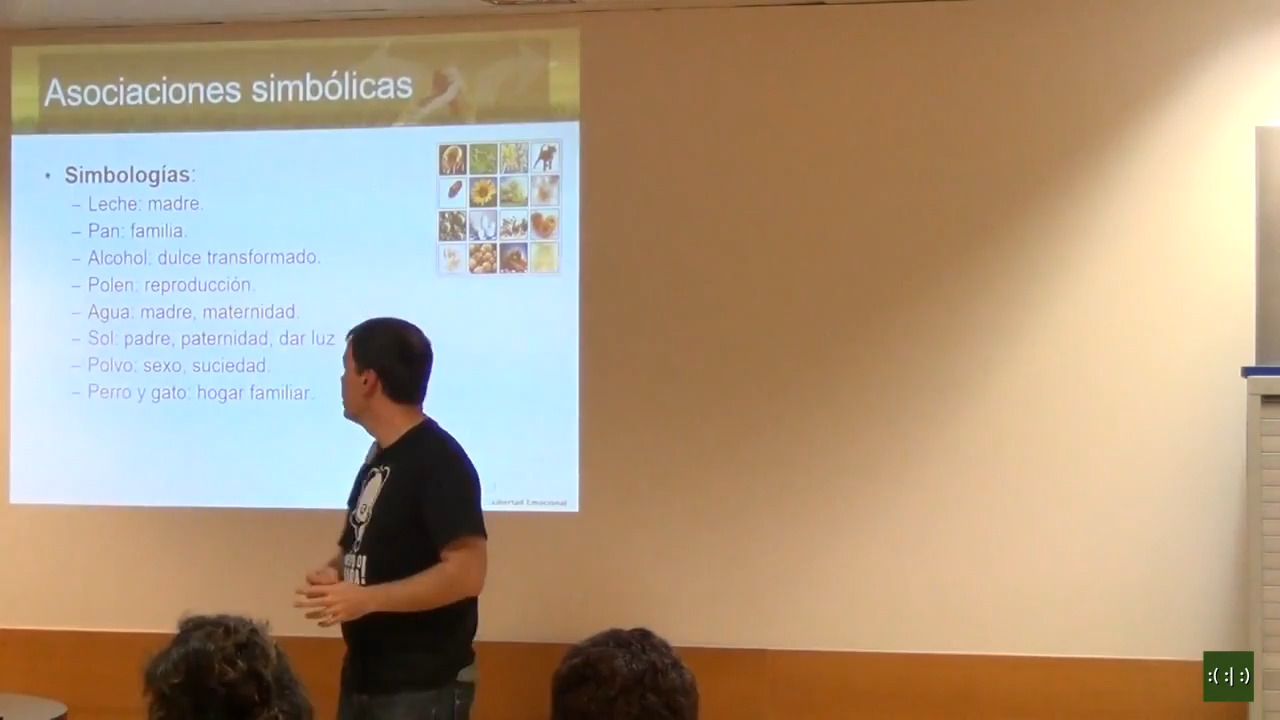 Asociaciones simbólicas
• Simbologías:
– Leche: madre.
– Pan: familia.
– Alcohol: dulce transformado.
– Polen: reproducción.
– Agua: madre, maternidad.
– Sol: padre, paternidad, dar luz
– Polvo: sexo, suciedad.
– Perro y gato: hogar familiar.
Libertad Emocional
:( :| :)